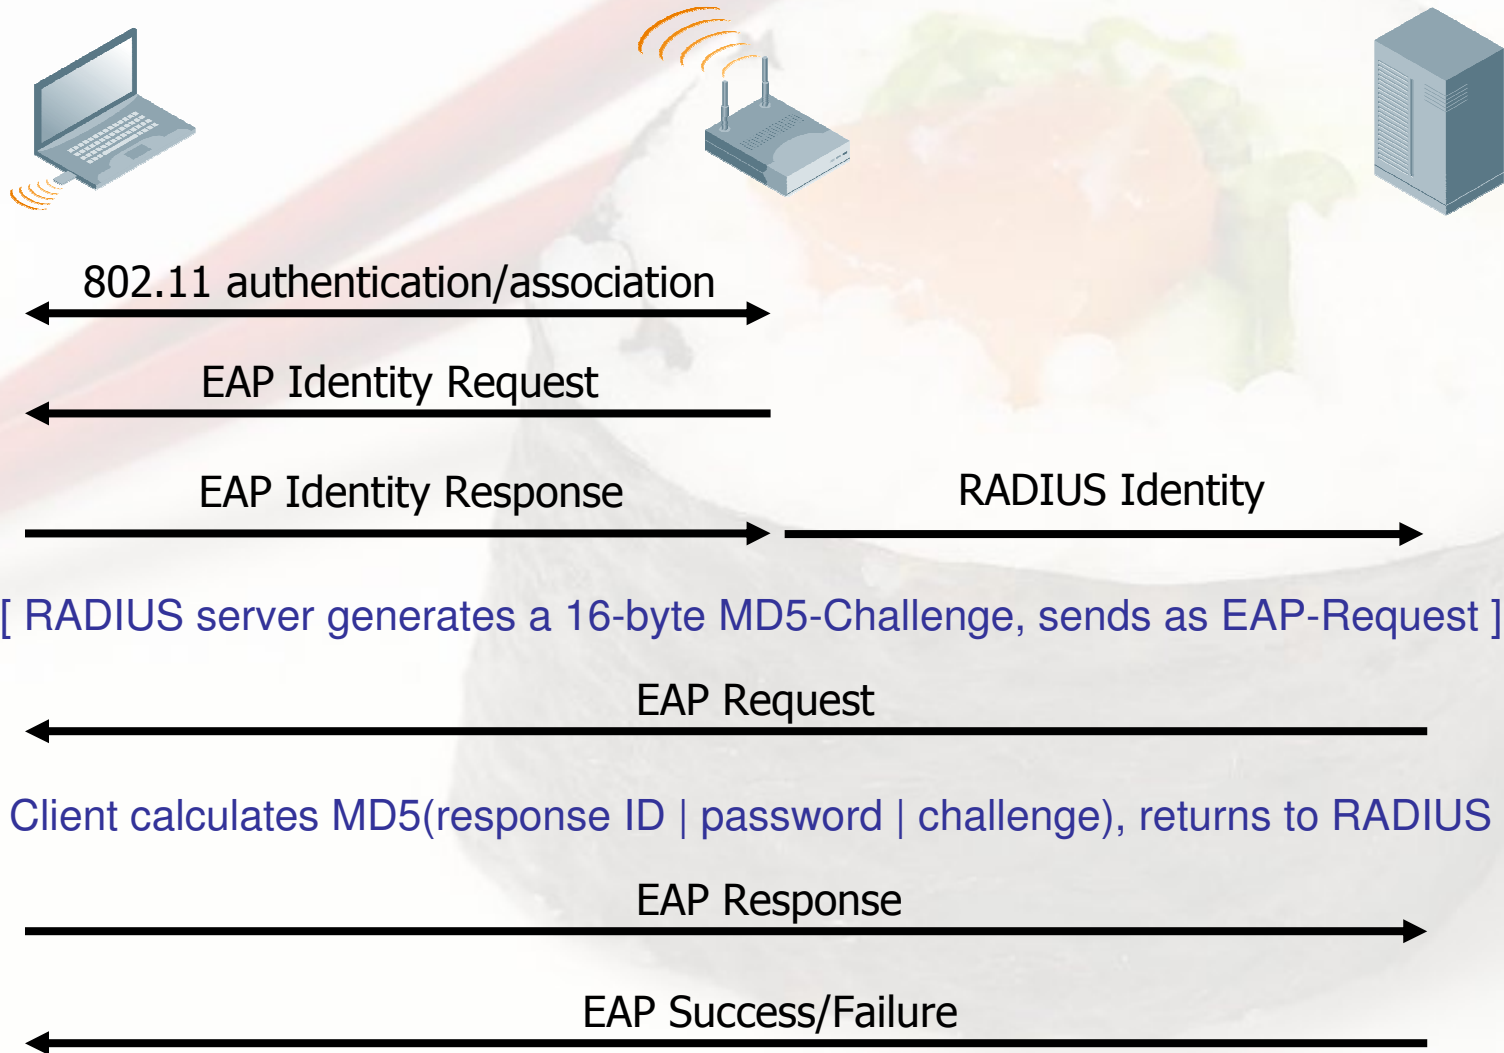 802.11 authentication/association
EAP Identity Request
EAP Identity Response
RADIUS Identity
[ RADIUS server generates a 16-byte MD5-Challenge, sends as EAP-Request ]
EAP Request
Client calculates MD5(response ID | password | challenge), returns to RADIUS
EAP Response
EAP Success/Failure